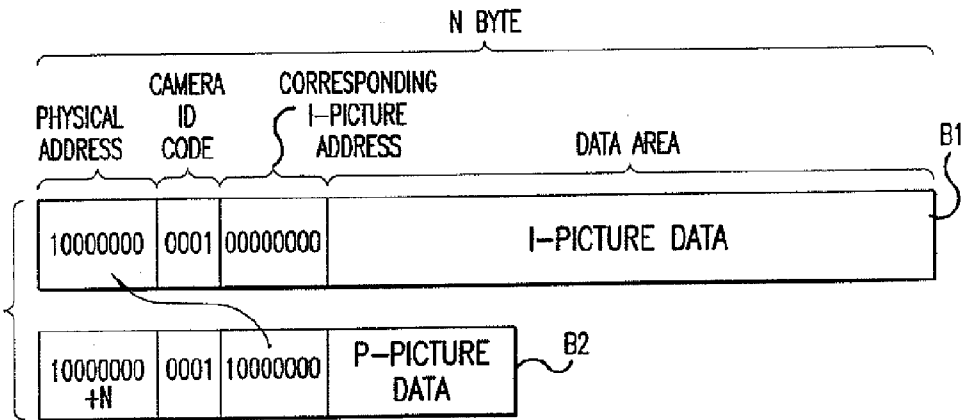 N BYTE
PHYSICAL ADDRESS
CAMERA ID CODE
CORRESPONDING I-PICTURE ADDRESS
DATA AREA
B1
10000000 0001 00000000 I-PICTURE DATA
10000000 +N 0001 10000000 P-PICTURE DATA
B2